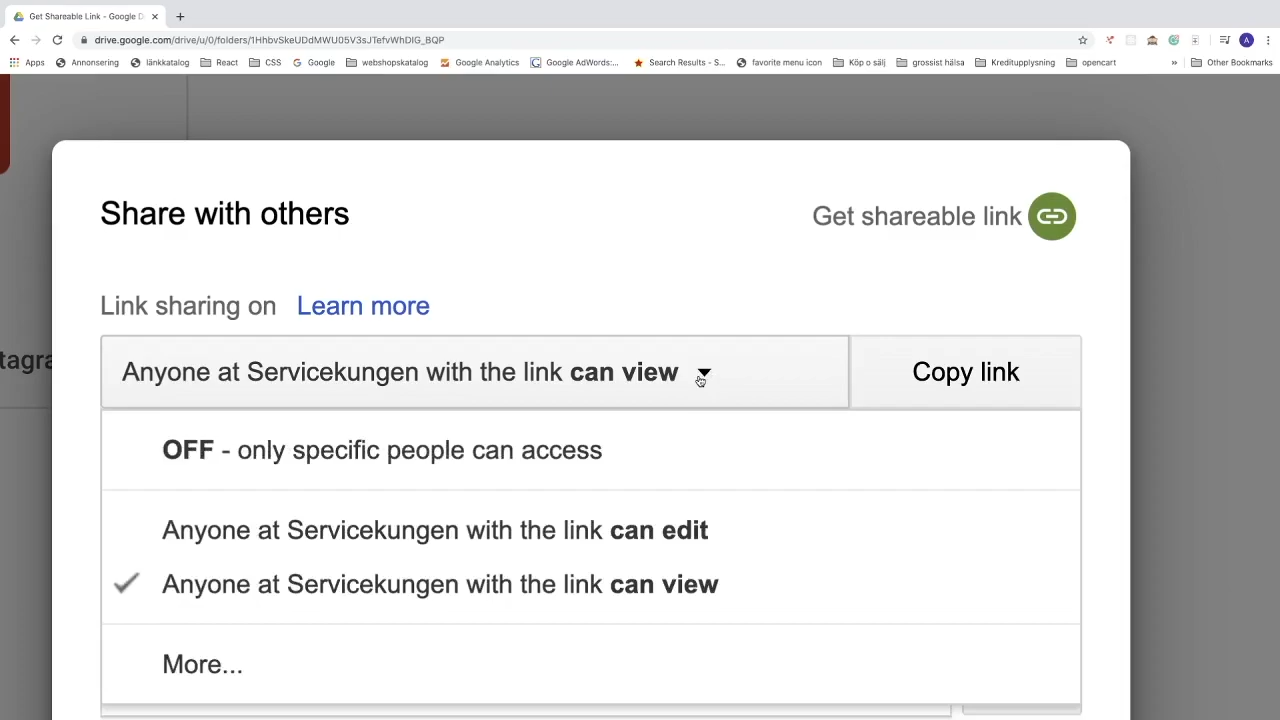 Get Shareable Link - Google D
drive.google.com/drive/u/0/folders/1HhbvSkeUDdMWU05V3sJTefvWhDIG_BQP
A
Apps Annonsering länkkatalog React CSS Google webshopskatalog Google Analytics Google AdWords:... Search Results - S... favorite menu icon Köp o sälj grossist hälsa Kreditupplysning opencart » Other Bookmarks
Share with others
Get shareable link
Link sharing on Learn more
tagra
Anyone at Servicekungen with the link can view
Copy link
OFF - only specific people can access
Anyone at Servicekungen with the link can edit
Anyone at Servicekungen with the link can view
More...